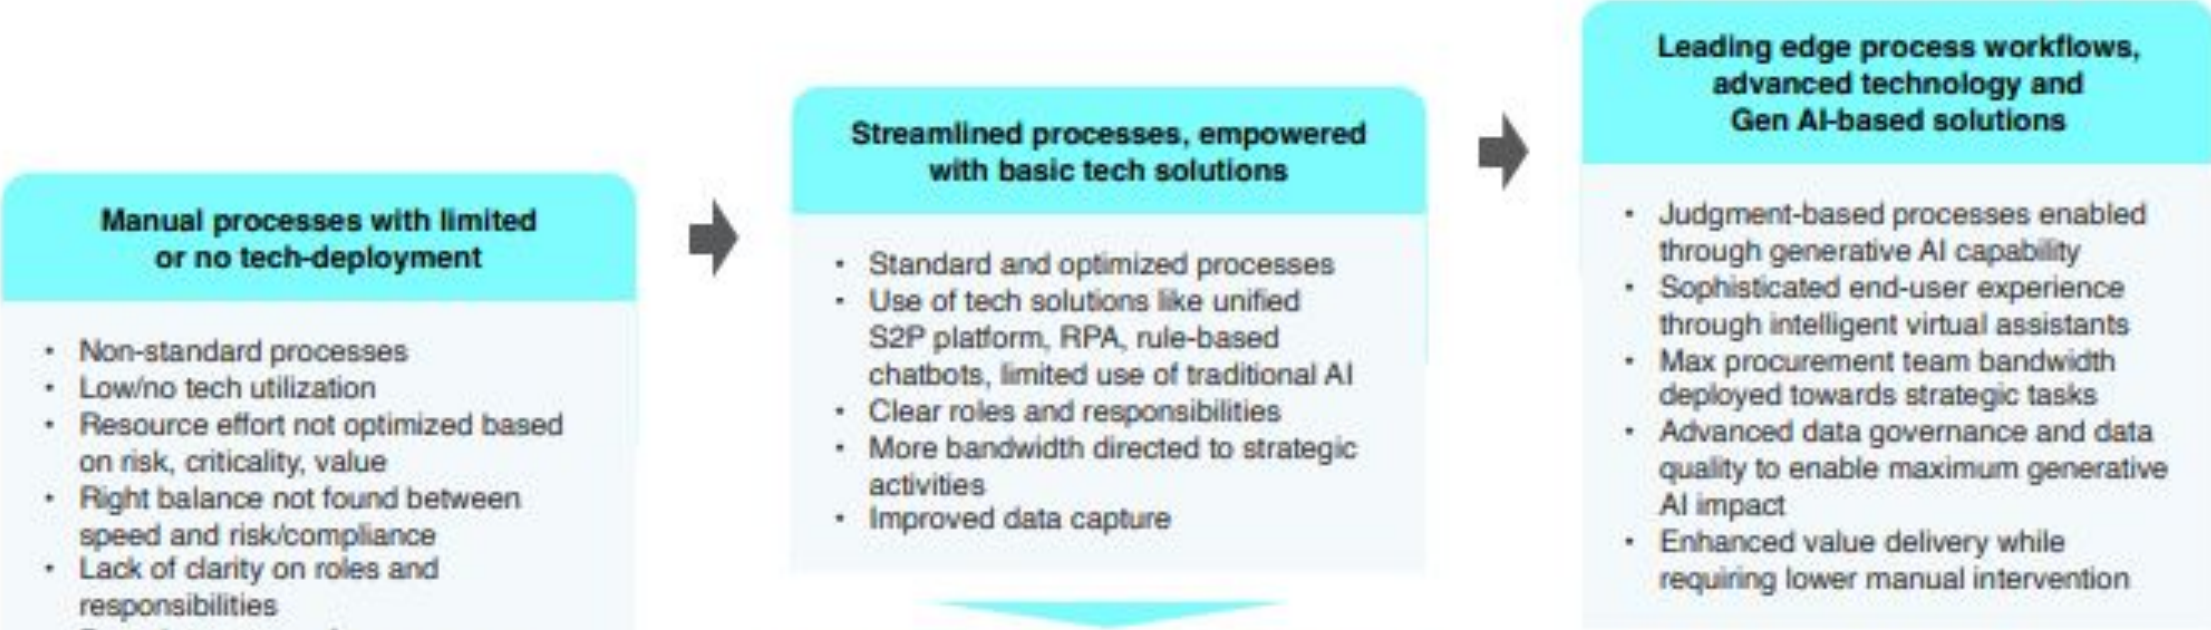 Manual processes with limited
or no tech-deployment
• Non-standard processes
• Low/no tech utilization
• Resource effort not optimized based
on risk, criticality, value
• Right balance not found between
speed and risk/compliance
• Lack of clarity on roles and
responsibilities
Streamlined processes, empowered
with basic tech solutions
• Standard and optimized processes
• Use of tech solutions like unified
S2P platform, RPA, rule-based
chatbots, limited use of traditional AI
• Clear roles and responsibilities
• More bandwidth directed to strategic
activities
• Improved data capture
Leading edge process workflows,
advanced technology and
Gen AI-based solutions
• Judgment-based processes enabled
through generative AI capability
• Sophisticated end-user experience
through intelligent virtual assistants
• Max procurement team bandwidth
deployed towards strategic tasks
• Advanced data governance and data
quality to enable maximum generative
AI impact
• Enhanced value delivery while
requiring lower manual intervention